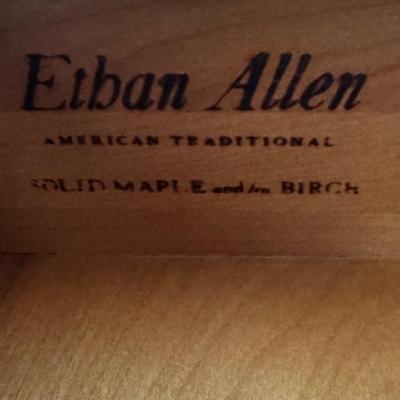 Ethan Allen
AMERICAN TRADITIONAL
SOLID MAPLE and/or BIRCH